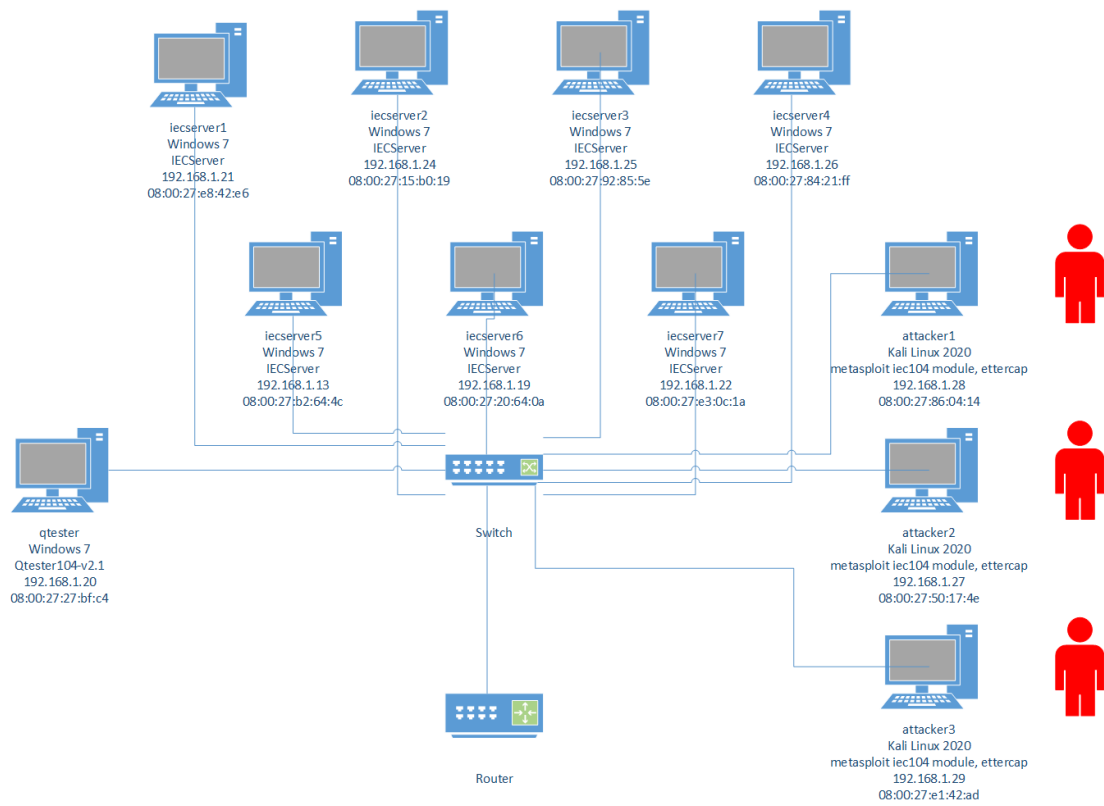 iecserver1
Windows 7
IECServer
192.168.1.21
08:00:27:e8:42:e6
iecserver2
Windows 7
IECServer
192.168.1.24
08:00:27:15:b0:19
iecserver3
Windows 7
IECServer
192.168.1.25
08:00:27:92:85:5e
iecserver4
Windows 7
IECServer
192.168.1.26
08:00:27:84:21:ff
iecserver5
Windows 7
IECServer
192.168.1.13
08:00:27:b2:64:4c
iecserver6
Windows 7
IECServer
192.168.1.19
08:00:27:20:64:0a
iecserver7
Windows 7
IECServer
192.168.1.22
08:00:27:e3:0c:1a
attacker1
Kali Linux 2020
metasploit iec104 module, ettercap
192.168.1.28
08:00:27:86:04:14
qtester
Windows 7
Qtester104-v2.1
192.168.1.20
08:00:27:27:bf:c4
Switch
attacker2
Kali Linux 2020
metasploit iec104 module, ettercap
192.168.1.27
08:00:27:50:17:4e
Router
attacker3
Kali Linux 2020
metasploit iec104 module, ettercap
192.168.1.29
08:00:27:e1:42:ad